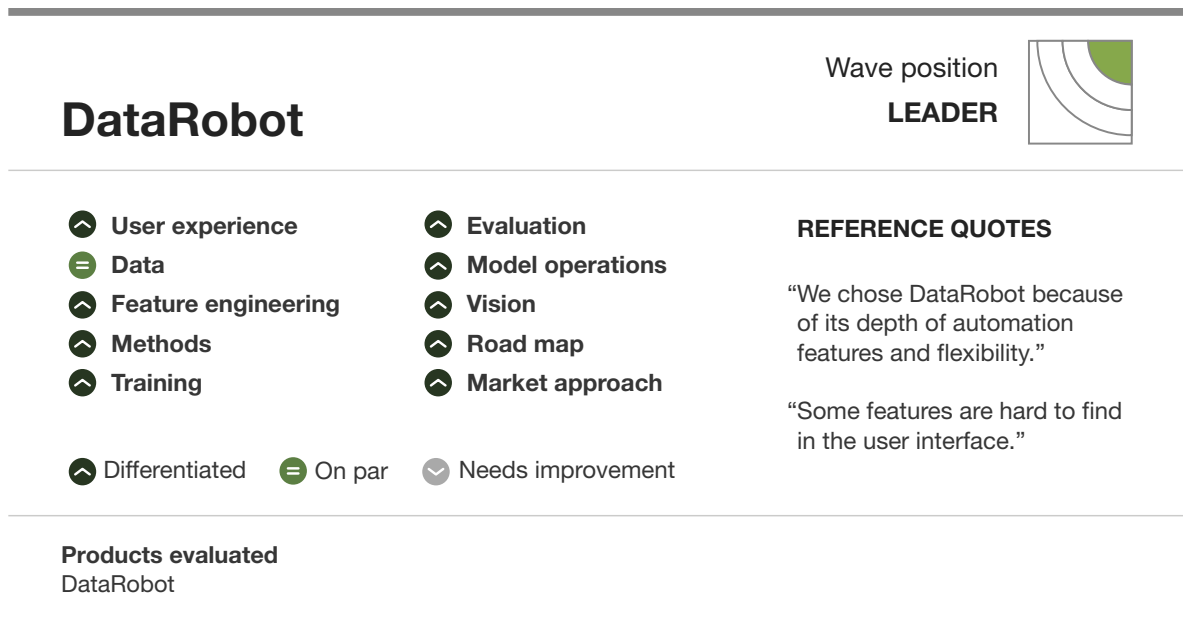 DataRobot
Wave position
LEADER
User experience
Data
Feature engineering
Methods
Training
Evaluation
Model operations
Vision
Road map
Market approach
Differentiated
On par
Needs improvement
REFERENCE QUOTES
“We chose DataRobot because
of its depth of automation
features and flexibility.”
“Some features are hard to find
in the user interface.”
Products evaluated
DataRobot